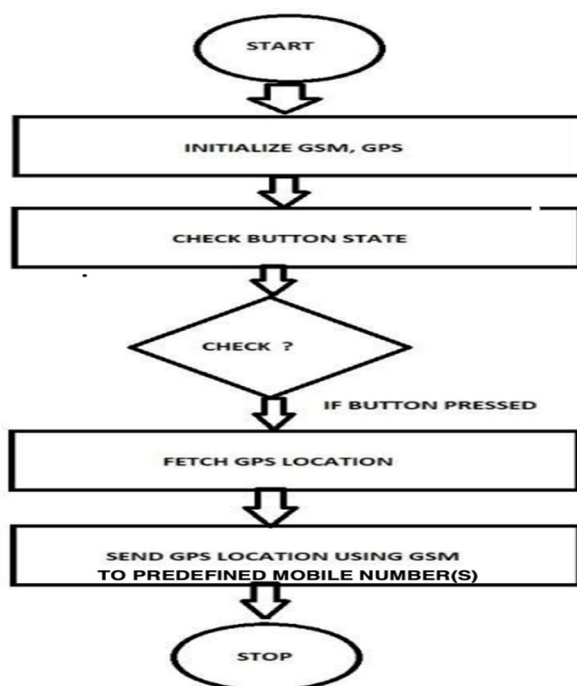 START
INITIALIZE GSM, GPS
CHECK BUTTON STATE
CHECK ?
IF BUTTON PRESSED
FETCH GPS LOCATION
SEND GPS LOCATION USING GSM
TO PREDEFINED MOBILE NUMBER(S)
STOP